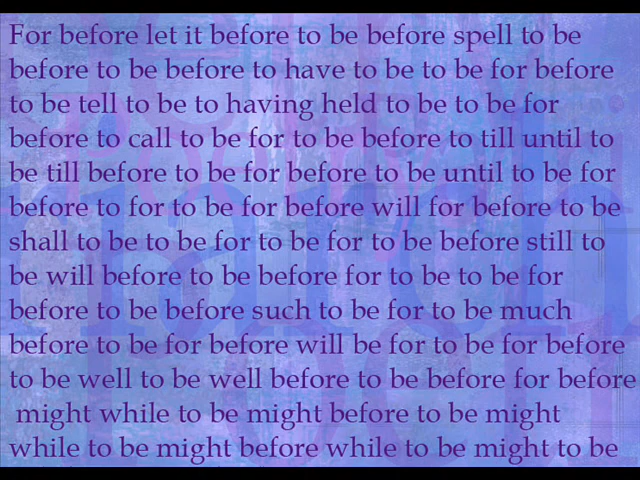 For before let it before to be before spell to be
before to be before to have to be to be for before
to be tell to be to having held to be to be for
before to call to be for to be before to till until to
be till before to be for before to be until to be for
before to for to be for before will for before to be
shall to be to be for to be for to be before still to
be will before to be before for to be to be for
before to be before such to be for to be much
before to be for before will be for to be for before
to be well to be well before to be before for before
might while to be might before to be might
while to be might before while to be might to be